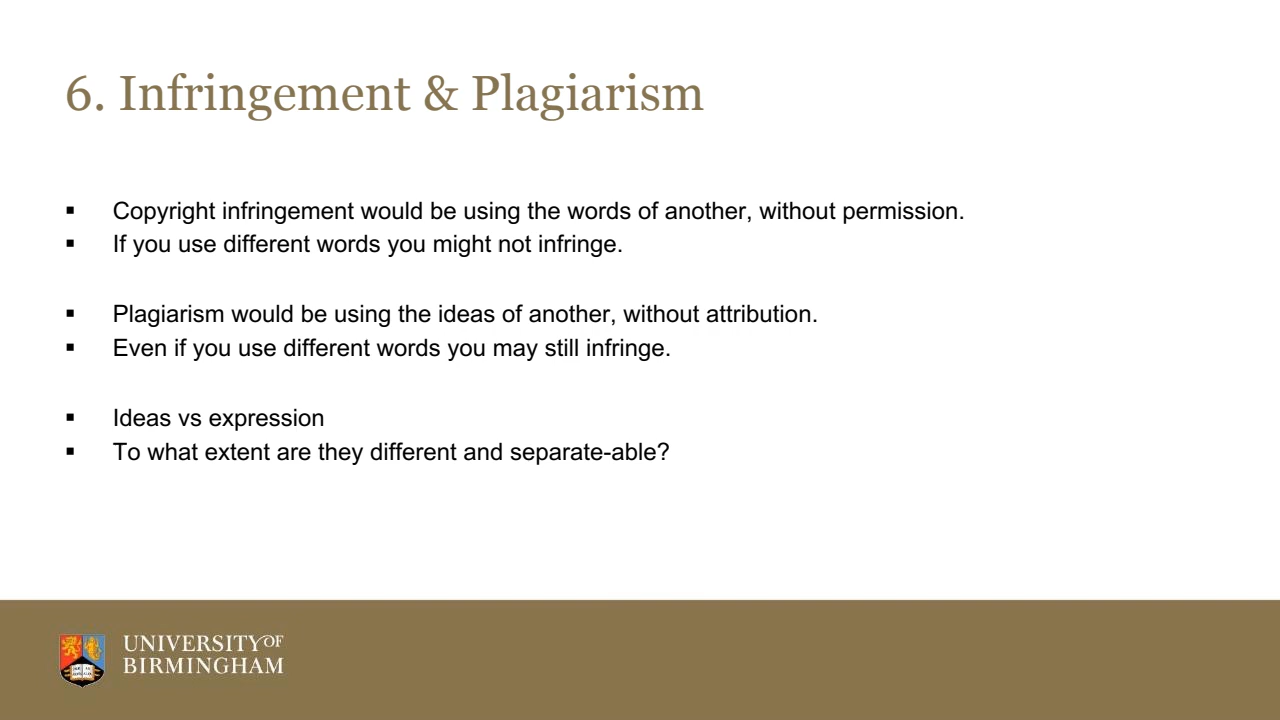 6. Infringement & Plagiarism
▪ Copyright infringement would be using the words of another, without permission.
▪ If you use different words you might not infringe.
▪ Plagiarism would be using the ideas of another, without attribution.
▪ Even if you use different words you may still infringe.
▪ Ideas vs expression
▪ To what extent are they different and separate-able?
UNIVERSITY OF
BIRMINGHAM